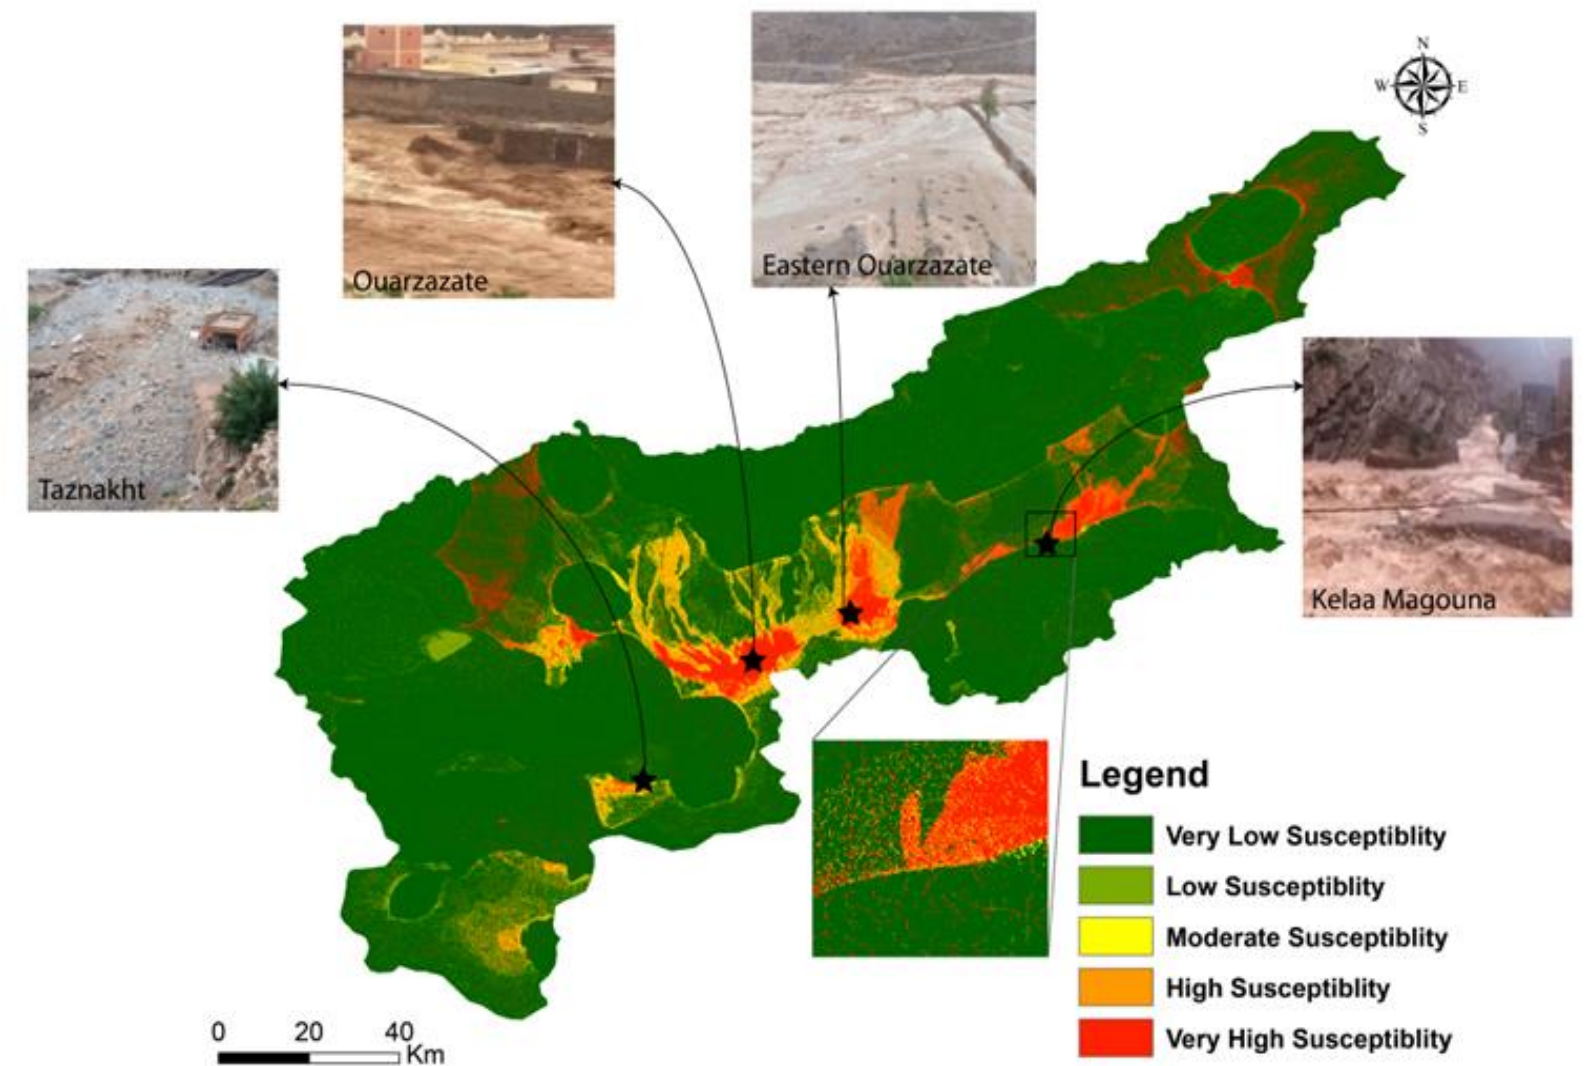 N
W E
S
Ouarzazate
Eastern Ouarzazate
Taznakht
Kelaa Magouna
Legend
Very Low Susceptiblity
Low Susceptiblity
Moderate Susceptiblity
High Susceptiblity
Very High Susceptiblity
0 20 40
Km